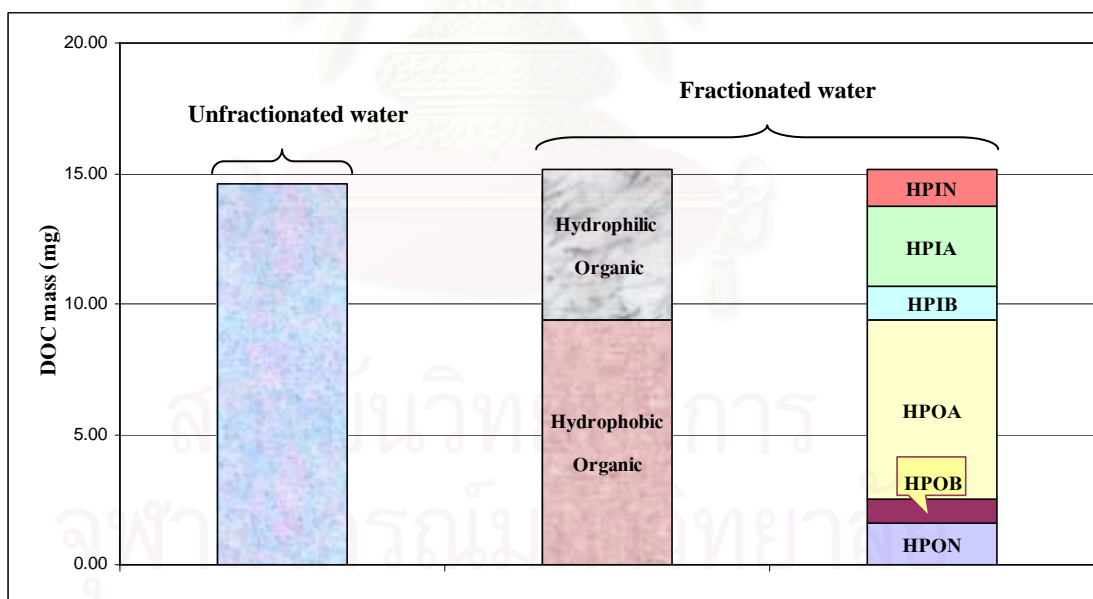 20.00
15.00
10.00
5.00
0.00
DOC mass (mg)
Unfractionated water
Fractionated water
Hydrophilic
Organic
Hydrophobic
Organic
HPIN
HPIA
HPIB
HPOA
HPOB
HPON